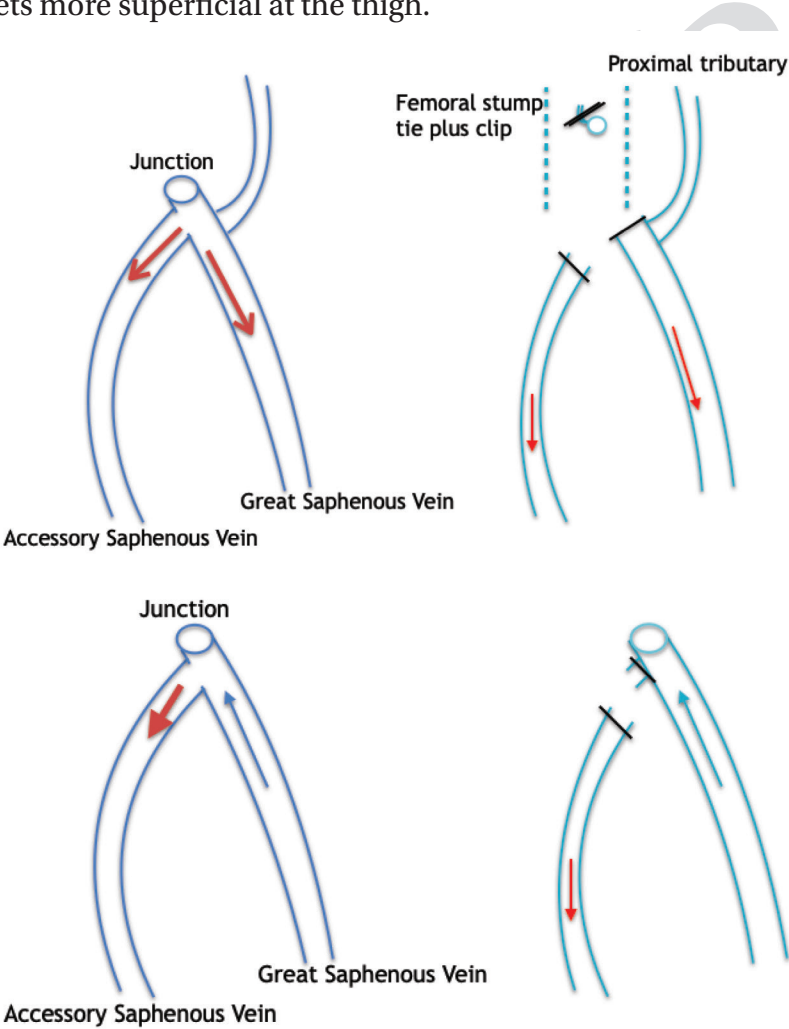 ets more superficial at the thigh.
Proximal tributary
Femoral stump
tie plus clip
Junction
Great Saphenous Vein
Accessory Saphenous Vein
Junction
Great Saphenous Vein
Accessory Saphenous Vein